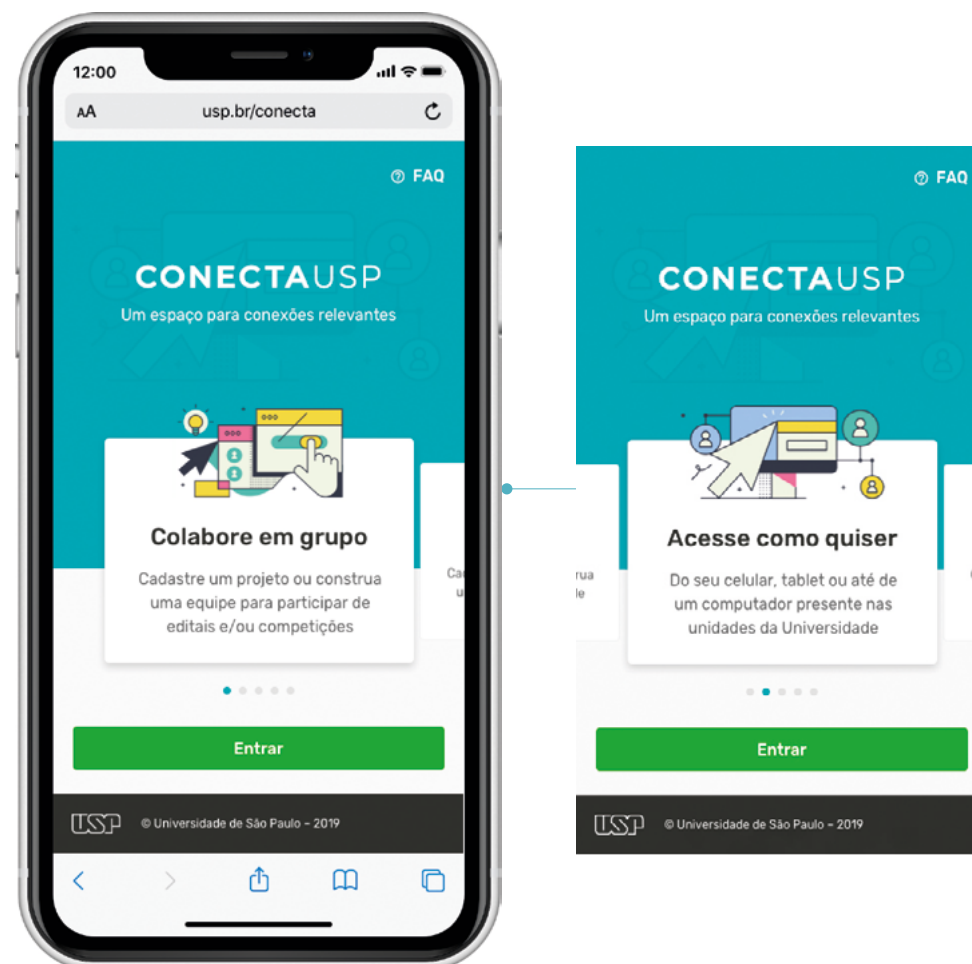 12:00
AA usp.br/conecta
FAQ
CONECTAUSP
Um espaço para conexões relevantes
Colabore em grupo
Cadastre um projeto ou construa
uma equipe para participar de
editais e/ou competições
Entrar
USP © Universidade de São Paulo – 2019
FAQ
CONECTAUSP
Um espaço para conexões relevantes
Acesse como quiser
Do seu celular, tablet ou até de
um computador presente nas
unidades da Universidade
Entrar
USP © Universidade de São Paulo – 2019